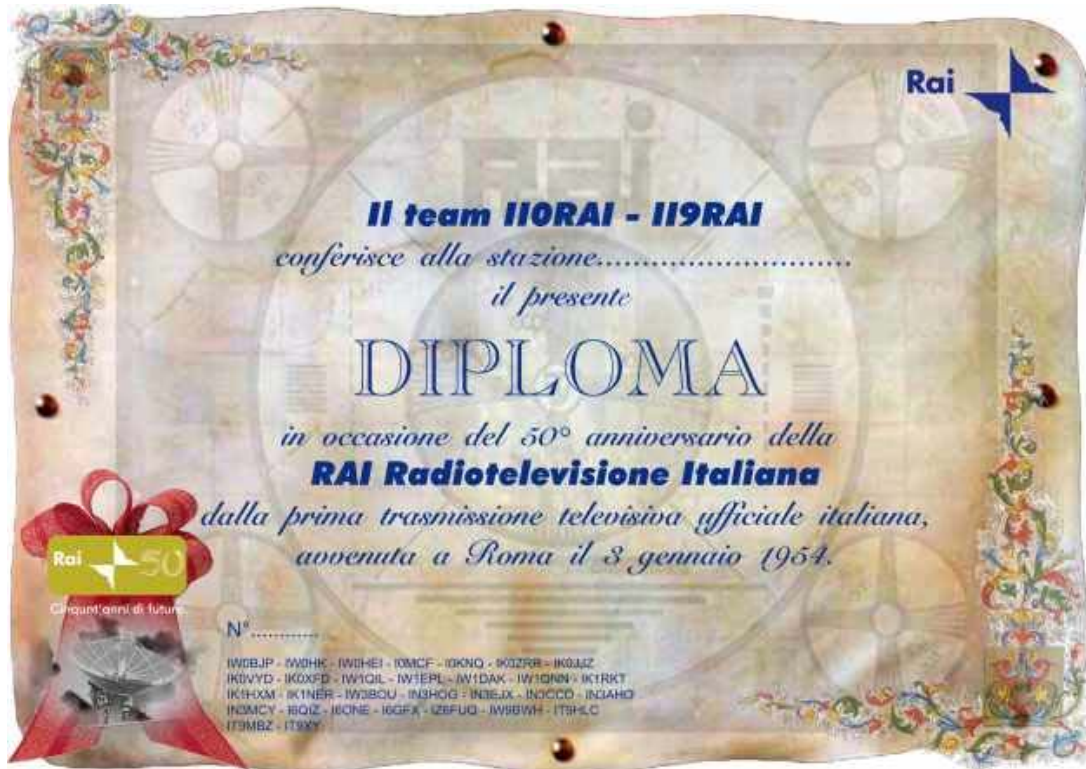 Rai
Rai
Il team II0RAI - II9RAI
conferisce alla stazione............................
il presente
DIPLOMA
in occasione del 50° anniversario della
RAI Radiotelevisione Italiana
dalla prima trasmissione televisiva ufficiale italiana,
avvenuta a Roma il 3 gennaio 1954.
Rai 50
Cinquant'anni di futuro.
N°............
IW0BJP - IW0HK - IW0HEI - I0MCF - I0KNQ - IK0ZRR - IK0JJZ
IK0VYD - IK0XFD - IW1QIL - IW1EPL - IW1DAK - IW1QNN - IK1RKT
IK1HXM - IK1NER - IW3BOU - IN3HOG - IN3EJX - IN3CCO - IN3AHO
IN3MCY - I6QIZ - I6ONE - I6GFX - IZ6FUQ - IW9BWH - IT9HLC
IT9MBZ - IT9XY